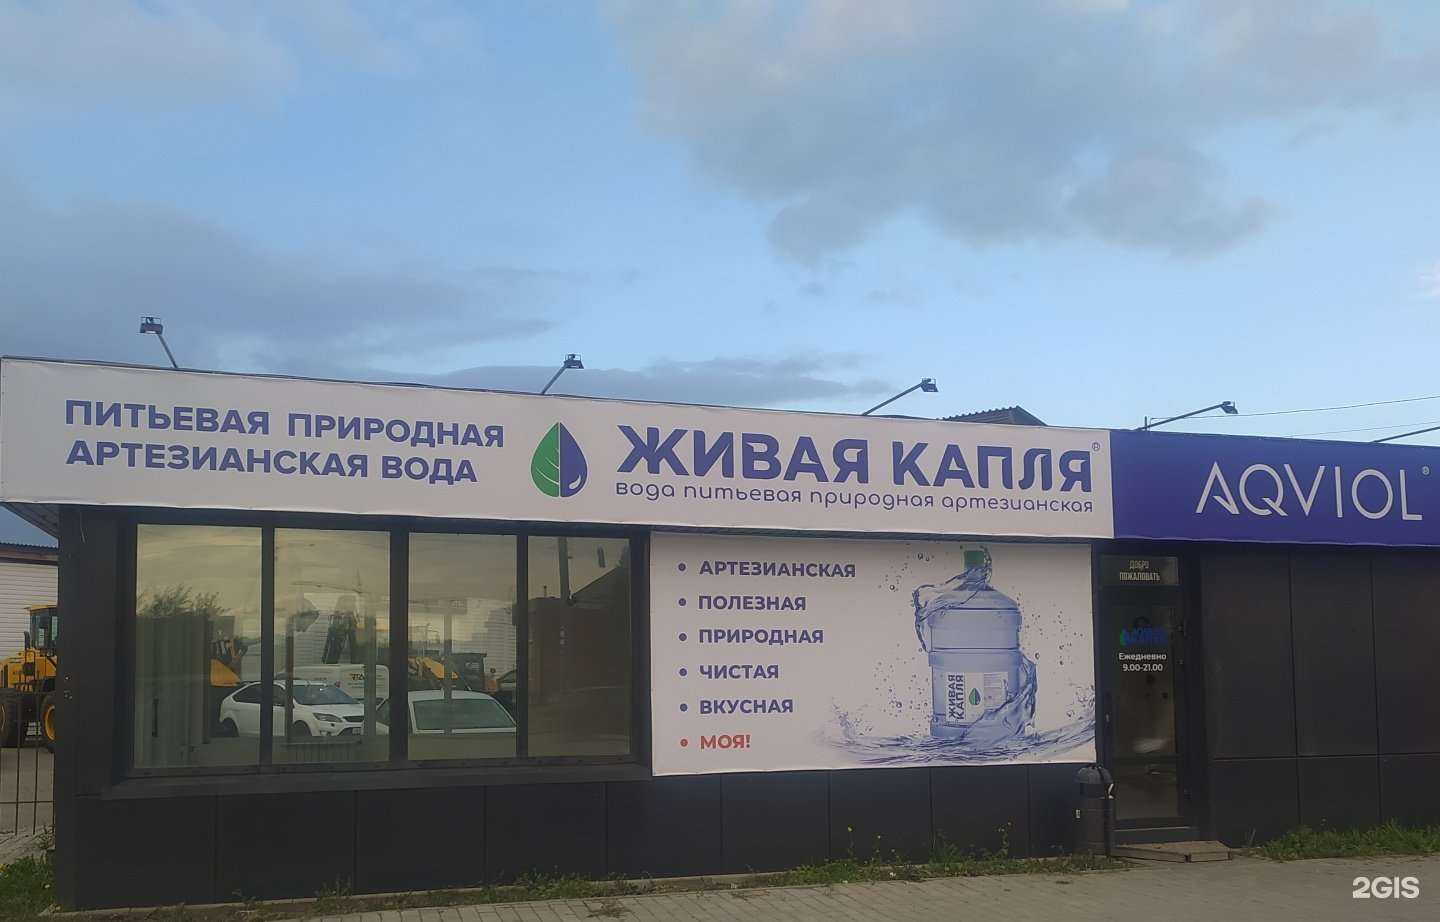 ПИТЬЕВАЯ ПРИРОДНАЯ
АРТЕЗИАНСКАЯ ВОДА
ЖИВАЯ КАПЛЯ®
вода питьевая природная артезианская
AQVIOL®
• АРТЕЗИАНСКАЯ
• ПОЛЕЗНАЯ
• ПРИРОДНАЯ
• ЧИСТАЯ
• ВКУСНАЯ
• МОЯ!
ЖИВАЯ
КАПЛЯ
ДОБРО
ПОЖАЛОВАТЬ
Ежедневно
9.00-21.00
2GIS